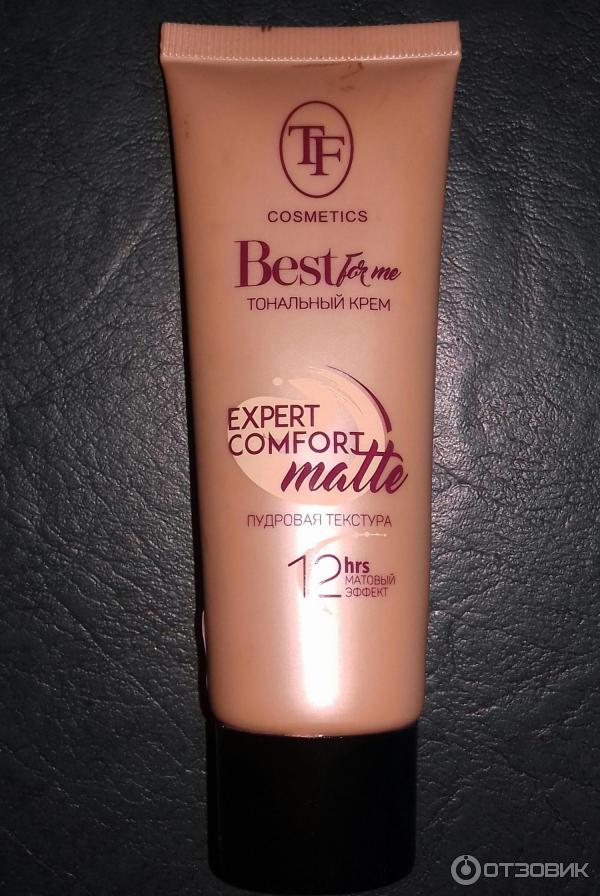 TF
COSMETICS
Best for me
ТОНАЛЬНЫЙ КРЕМ
EXPERT
COMFORT
matte
ПУДРОВАЯ ТЕКСТУРА
12 hrs
МАТОВЫЙ
ЭФФЕКТ
ОТЗОВИК